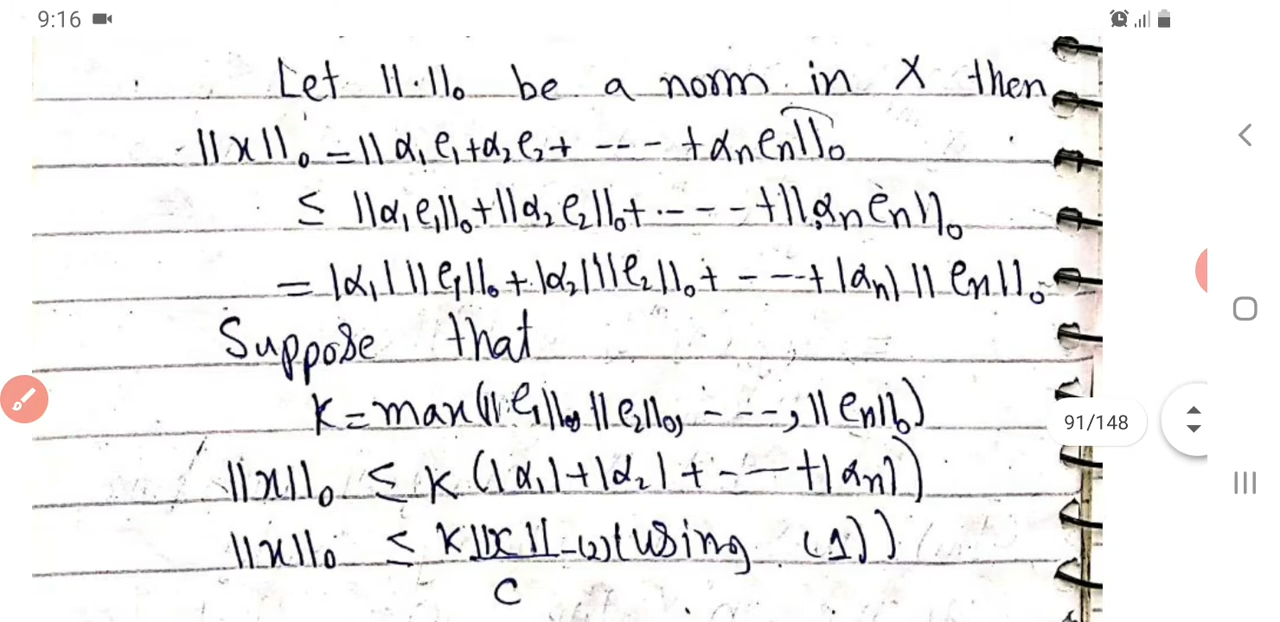 9:16
Let ||·||₀ be a norm in X then
||x||₀ = ||α₁e₁+α₂e₂+ ---- +αₙeₙ||₀
≤ ||α₁e₁||₀+||α₂e₂||₀+ ---- +||αₙeₙ||₀
= |α₁| ||e₁||₀ + |α₂| ||e₂||₀ + ---- + |αₙ| ||eₙ||₀
Suppose that
K = max(||e₁||₀, ||e₂||₀, ----, ||eₙ||₀)
91/148
||x||₀ ≤ K (|α₁|+|α₂|+ ---- +|αₙ|)
||x||₀ ≤ K||x||/C —(2) (using (1))